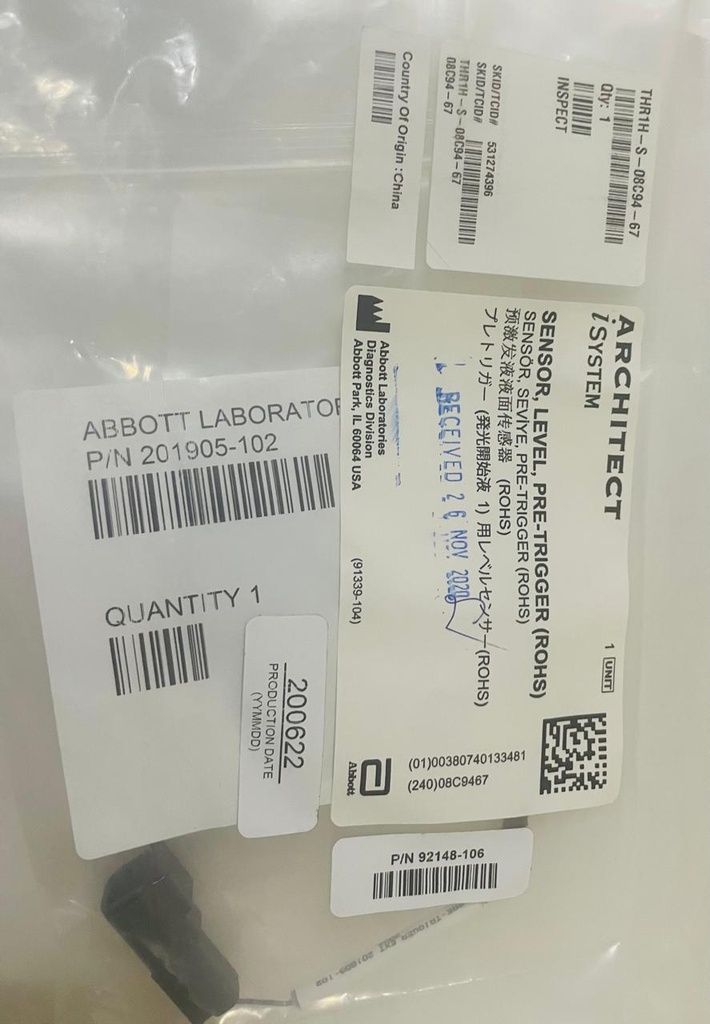 THR1H-S-08C94-67
Qty: 1
INSPECT
SKID/TCID# 531274396
SKID/TCID#
THR1H-S-08C94-67
08C94-67
Country Of Origin :China
ARCHITECT
i SYSTEM
1 UNIT
SENSOR, LEVEL, PRE-TRIGGER (ROHS)
SENSÖR, SEVİYE, PRE-TRIGGER (ROHS)
预激发液液面传感器 (ROHS)
プレトリガー (発光開始液 1) 用レベルセンサー(ROHS)
RECEIVED 26 NOV 2020
Abbott Laboratories
Diagnostics Division
Abbott Park, IL 60064 USA
(91339-104)
(01)00380740133481
(240)08C9467
Abbott
ABBOTT LABORATOR
P/N 201905-102
QUANTITY 1
200622
PRODUCTION DATE
(YYMMDD)
P/N 92148-106